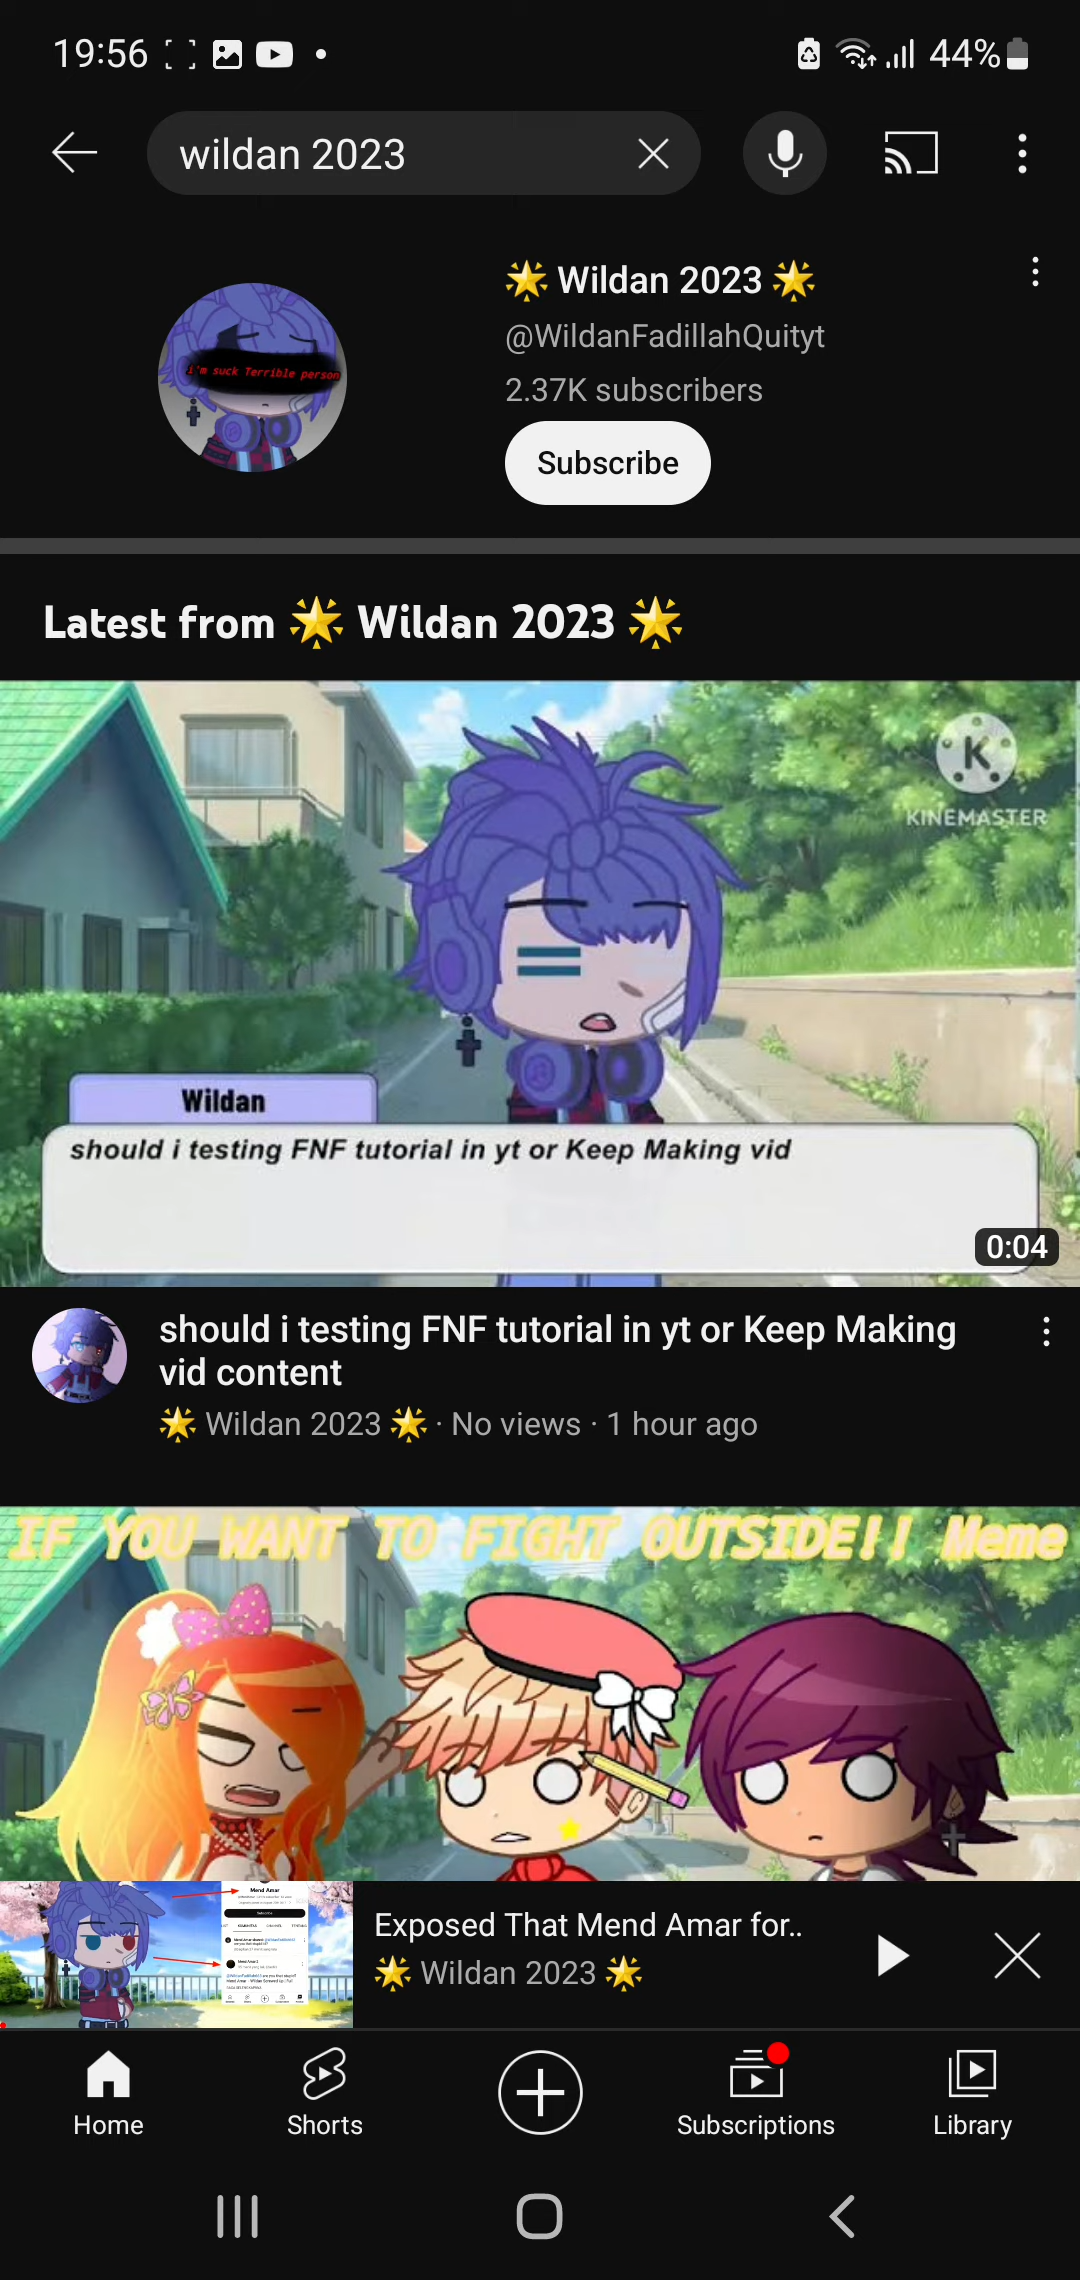 19:56
44%
wildan 2023
🌟 Wildan 2023 🌟
@WildanFadillahQuityt
2.37K subscribers
Subscribe
i'm suck Terrible person
Latest from 🌟 Wildan 2023 🌟
K
KINEMASTER
Wildan
should i testing FNF tutorial in yt or Keep Making vid
0:04
should i testing FNF tutorial in yt or Keep Making
vid content
🌟 Wildan 2023 🌟 · No views · 1 hour ago
IF YOU WANT TO FIGHT OUTSIDE!! Meme
Mend Amar
Exposed That Mend Amar for..
🌟 Wildan 2023 🌟
Home
Shorts
Subscriptions
Library